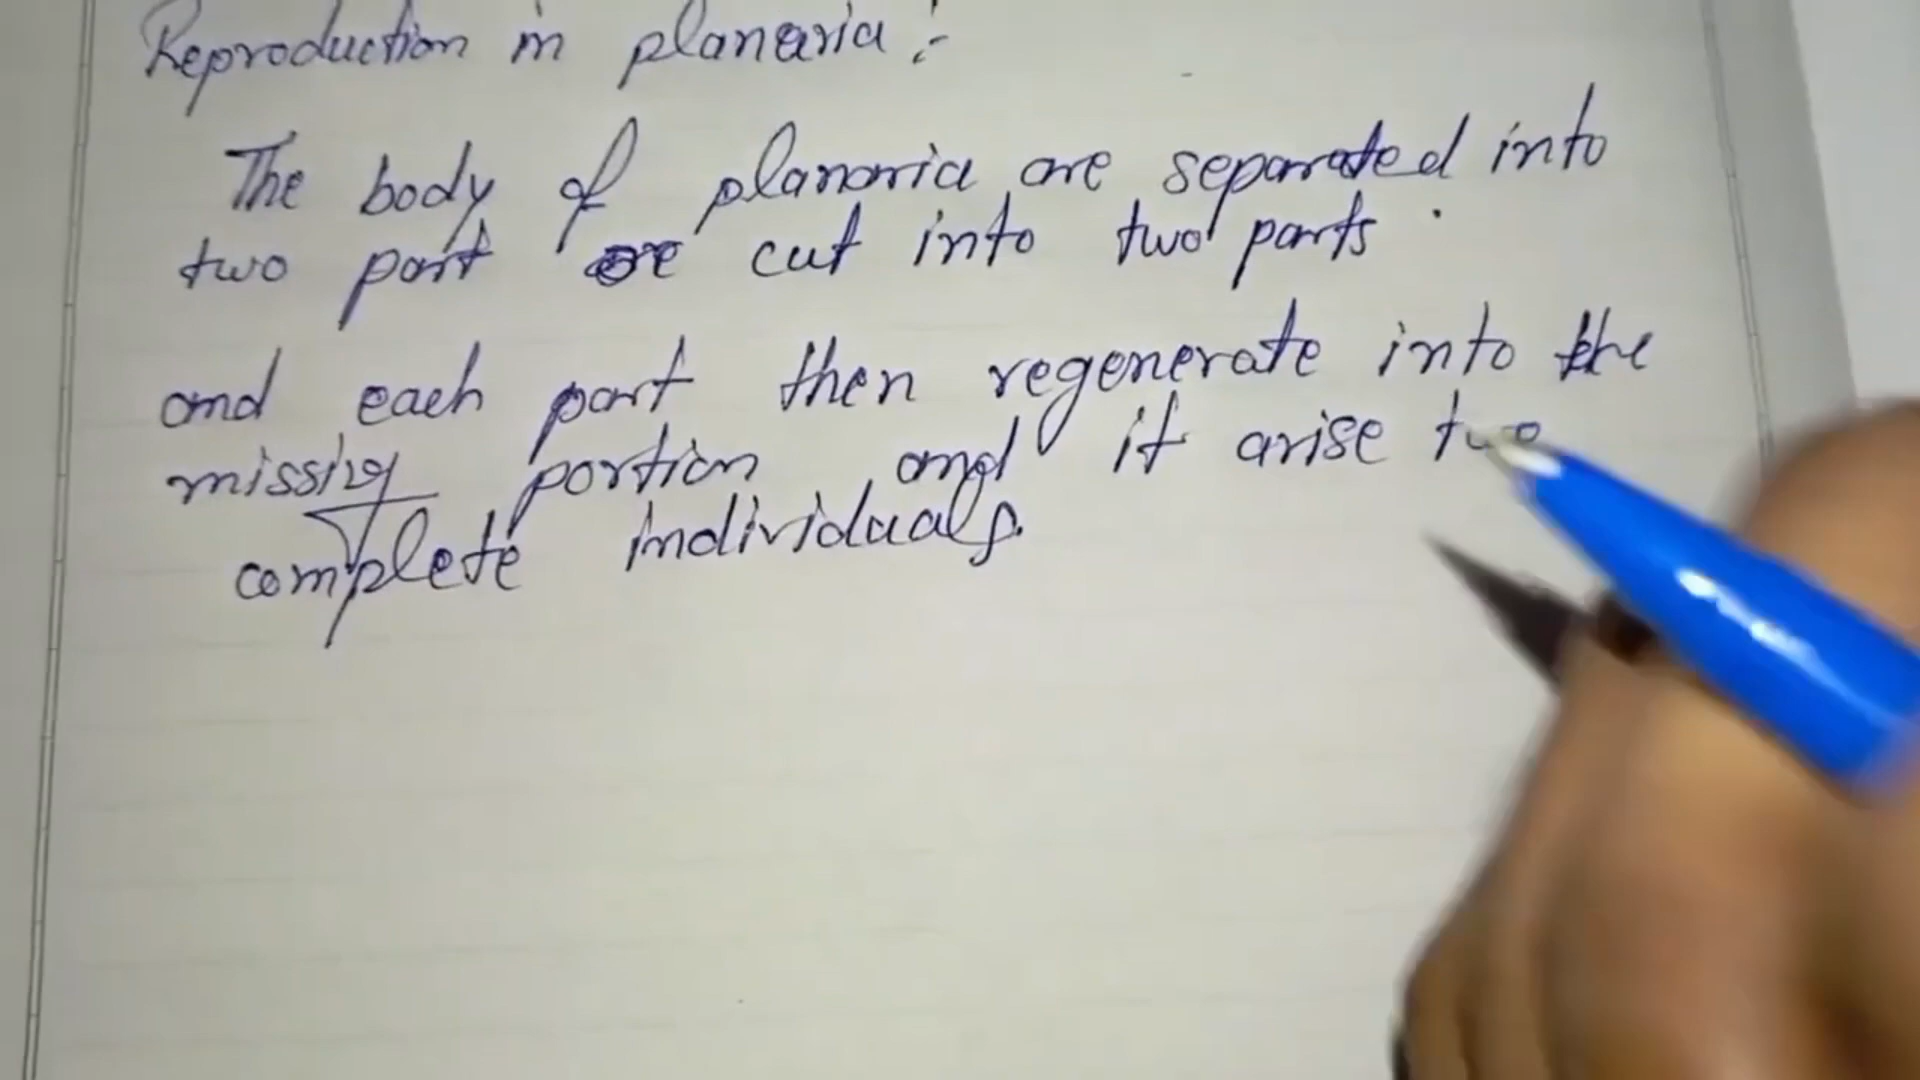 Reproduction in planaria :-
The body of planaria are separated into
two part or cut into two parts.
and each part then regenerate into the
missing portion and it arise two
complete individuals.